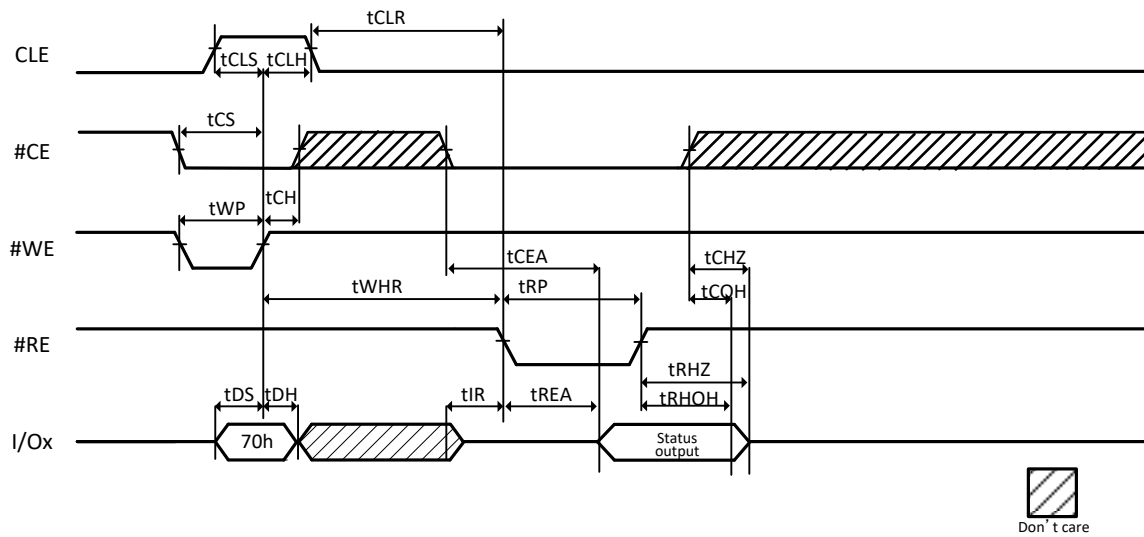 tCLR
CLE
tCLS
tCLH
tCS
#CE
tCH
tWP
#WE
tCHZ
tCEA
tCOH
tWHR
tRP
#RE
tRHZ
tDS
tDH
tIR
tREA
tRHOH
I/Ox
70h
Status
output
Don't care